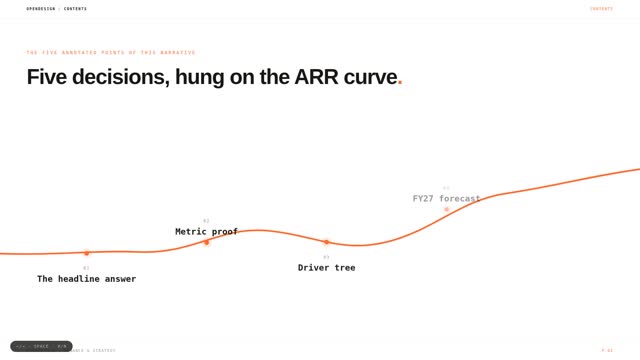 OPENDESIGN : CONTENTS
CONTENTS
THE FIVE ANNOTATED POINTS OF THIS NARRATIVE
Five decisions, hung on the ARR curve.
FY27 forecast
02
Metric proof
03
Driver tree
01
The headline answer
SPACE
& STRATEGY